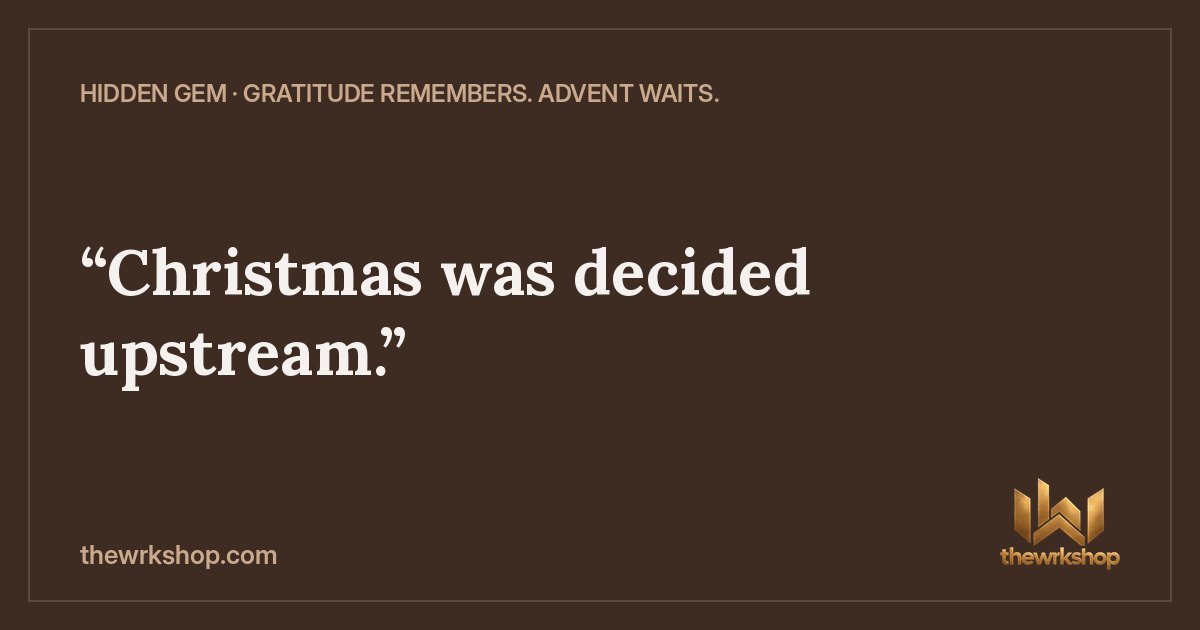 HIDDEN GEM · GRATITUDE REMEMBERS. ADVENT WAITS.
“Christmas was decided
upstream.”
thewrkshop.com
thewrkshop